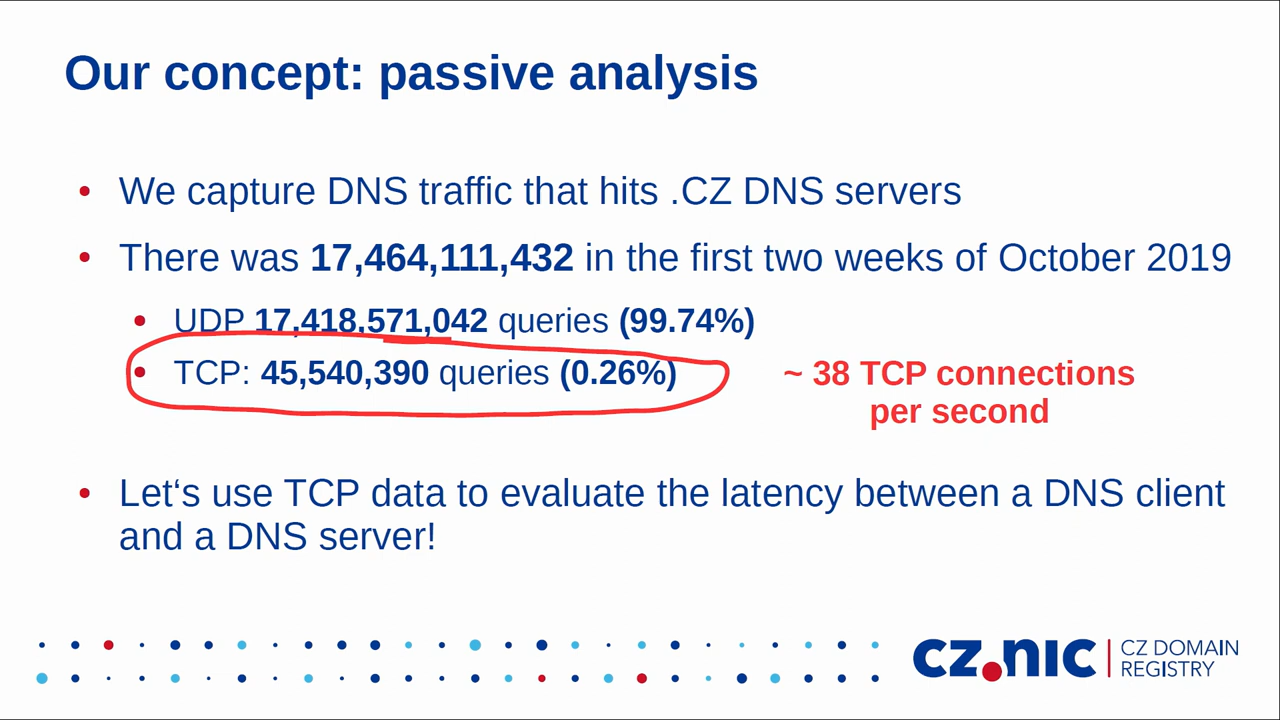 Our concept: passive analysis
• We capture DNS traffic that hits .CZ DNS servers
• There was 17,464,111,432 in the first two weeks of October 2019
• UDP 17,418,571,042 queries (99.74%)
• TCP: 45,540,390 queries (0.26%)
~ 38 TCP connections
per second
• Let‘s use TCP data to evaluate the latency between a DNS client
and a DNS server!
CZ.NIC
CZ DOMAIN
REGISTRY